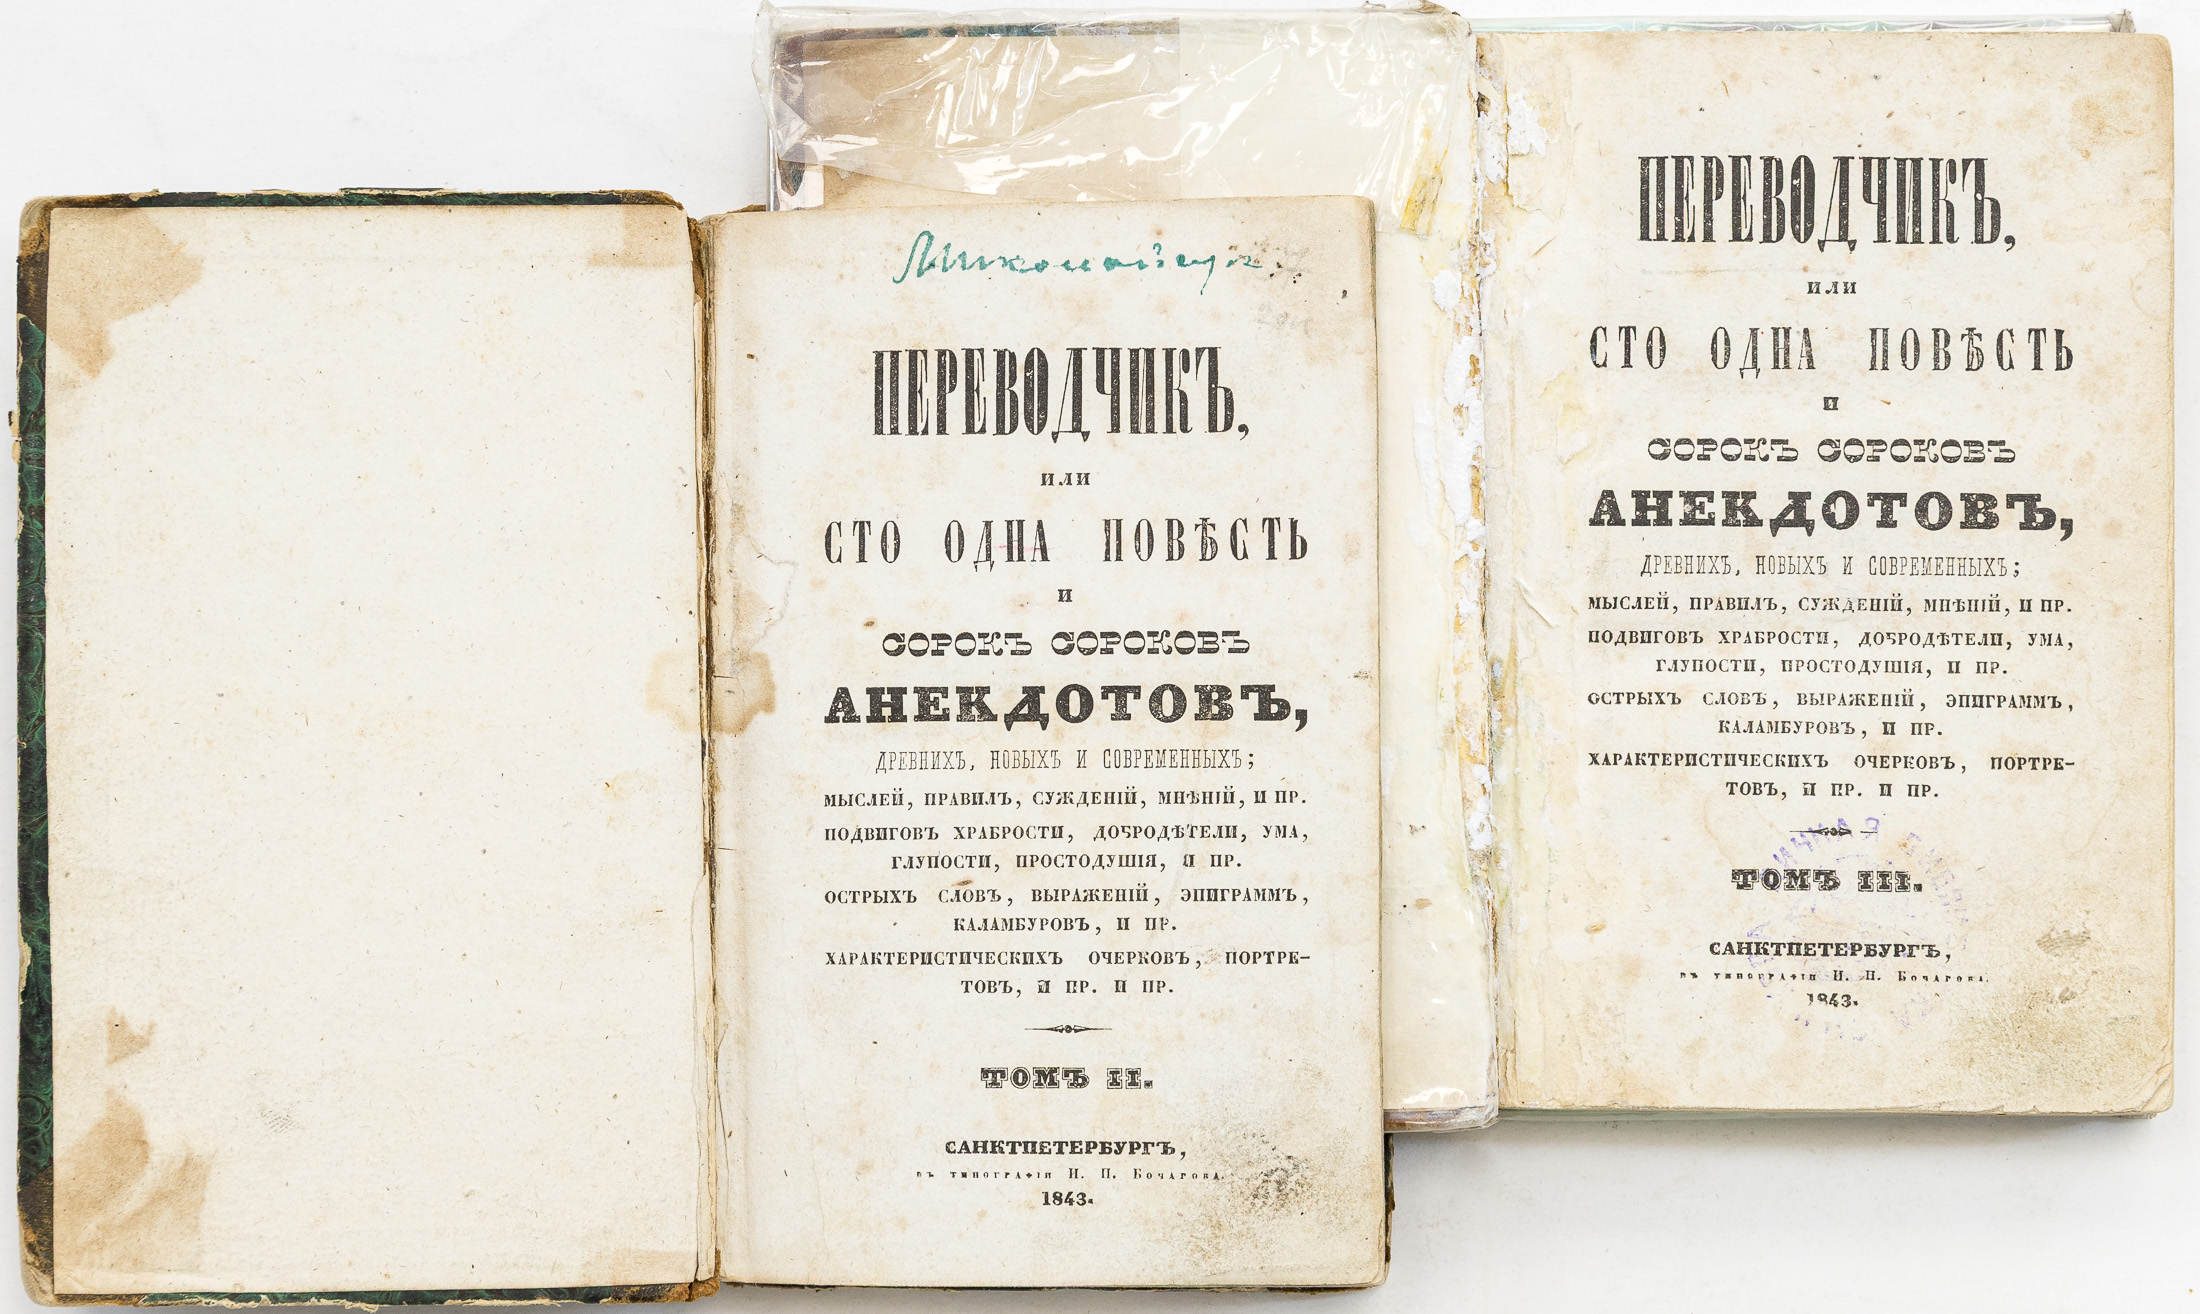 ПЕРЕВОДЧИКЪ,
ИЛИ
СТО ОДНА ПОВѢСТЬ
И
СОРОКЪ СОРОКОВЪ
АНЕКДОТОВЪ,
ДРЕВНИХЪ, НОВЫХЪ И СОВРЕМЕННЫХЪ;
МЫСЛЕЙ, ПРАВИЛЪ, СУЖДЕНІЙ, МНѢНІЙ, И ПР.
ПОДВИГОВЪ ХРАБРОСТИ, ДОБРОДѢТЕЛИ, УМА,
ГЛУПОСТИ, ПРОСТОДУШІЯ, И ПР.
ОСТРЫХЪ СЛОВЪ, ВЫРАЖЕНІЙ, ЭПИГРАММЪ,
КАЛАМБУРОВЪ, И ПР.
ХАРАКТЕРИСТИЧЕСКИХЪ ОЧЕРКОВЪ, ПОРТРЕ-
ТОВЪ, И ПР. И ПР.
ТОМЪ II.
САНКТПЕТЕРБУРГЪ,
ВЪ ТИПОГРАФІИ И. П. БОЧАРОВА.
1843.
ПЕРЕВОДЧИКЪ,
ИЛИ
СТО ОДНА ПОВѢСТЬ
И
СОРОКЪ СОРОКОВЪ
АНЕКДОТОВЪ,
ДРЕВНИХЪ, НОВЫХЪ И СОВРЕМЕННЫХЪ;
МЫСЛЕЙ, ПРАВИЛЪ, СУЖДЕНІЙ, МНѢНІЙ, И ПР.
ПОДВИГОВЪ ХРАБРОСТИ, ДОБРОДѢТЕЛИ, УМА,
ГЛУПОСТИ, ПРОСТОДУШІЯ, И ПР.
ОСТРЫХЪ СЛОВЪ, ВЫРАЖЕНІЙ, ЭПИГРАММЪ,
КАЛАМБУРОВЪ, И ПР.
ХАРАКТЕРИСТИЧЕСКИХЪ ОЧЕРКОВЪ, ПОРТРЕ-
ТОВЪ, И ПР. И ПР.
ТОМЪ III.
САНКТПЕТЕРБУРГЪ,
ВЪ ТИПОГРАФІИ И. П. БОЧАРОВА.
1843.